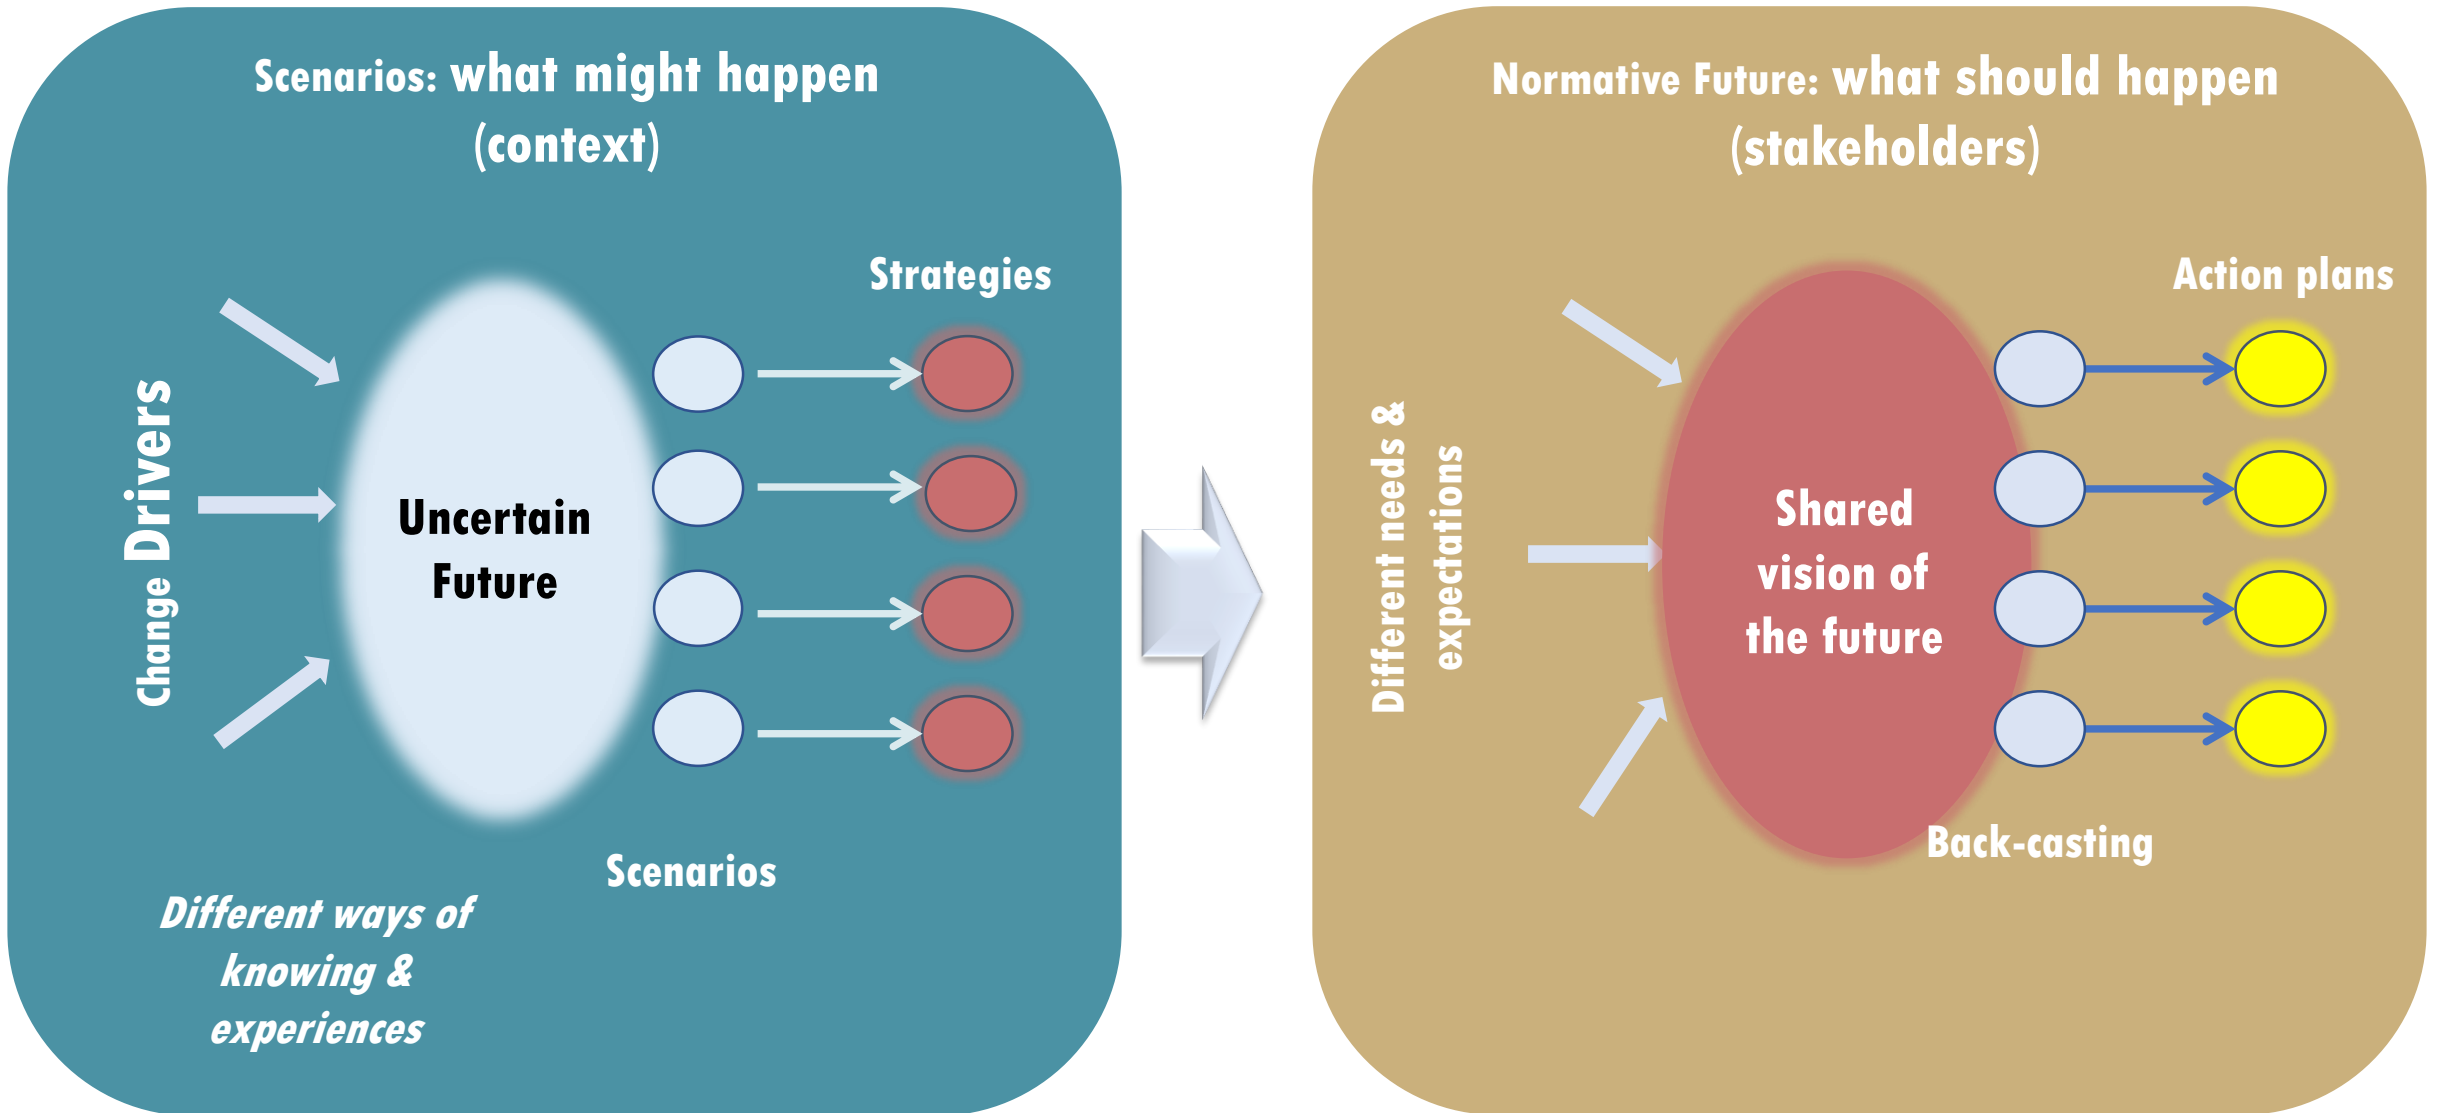 Scenarios: what might happen
(context)
Strategies
Change Drivers
Uncertain
Future
Scenarios
Different ways of
knowing &
experiences
Normative Future: what should happen
(stakeholders)
Action plans
Different needs &
expectations
Shared
vision of
the future
Back-casting